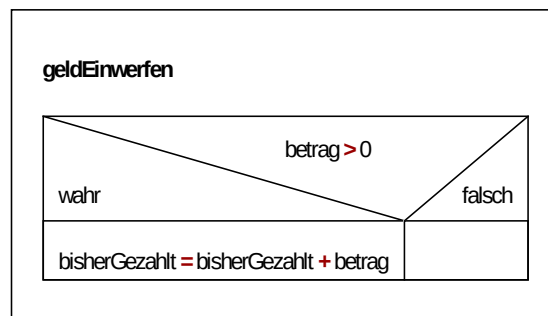 geldEinwerfen
betrag > 0
wahr falsch
bisherGezahlt = bisherGezahlt + betrag